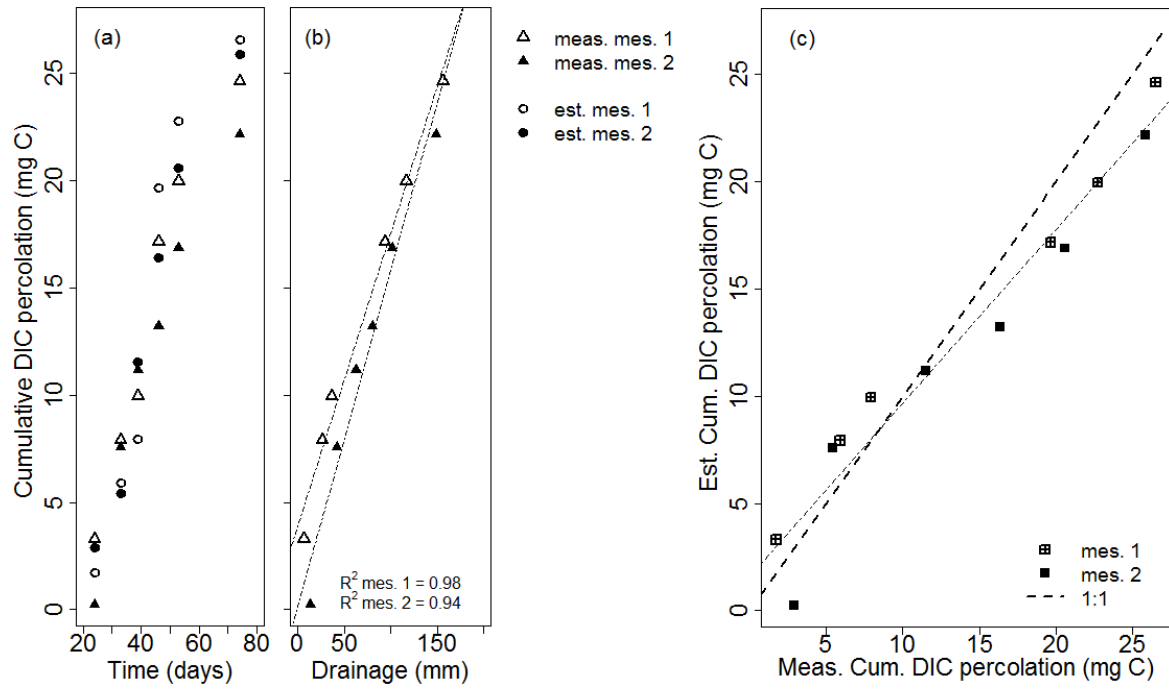 (a)
Cumulative DIC percolation (mg C)
0
5
10
15
20
25
20
40
60
80
Time (days)
(b)
R² mes. 1 = 0.98
R² mes. 2 = 0.94
0
50
100
150
Drainage (mm)
meas. mes. 1
meas. mes. 2
est. mes. 1
est. mes. 2
(c)
Est. Cum. DIC percolation (mg C)
0
5
10
15
20
25
mes. 1
mes. 2
1:1
5
10
15
20
25
Meas. Cum. DIC percolation (mg C)